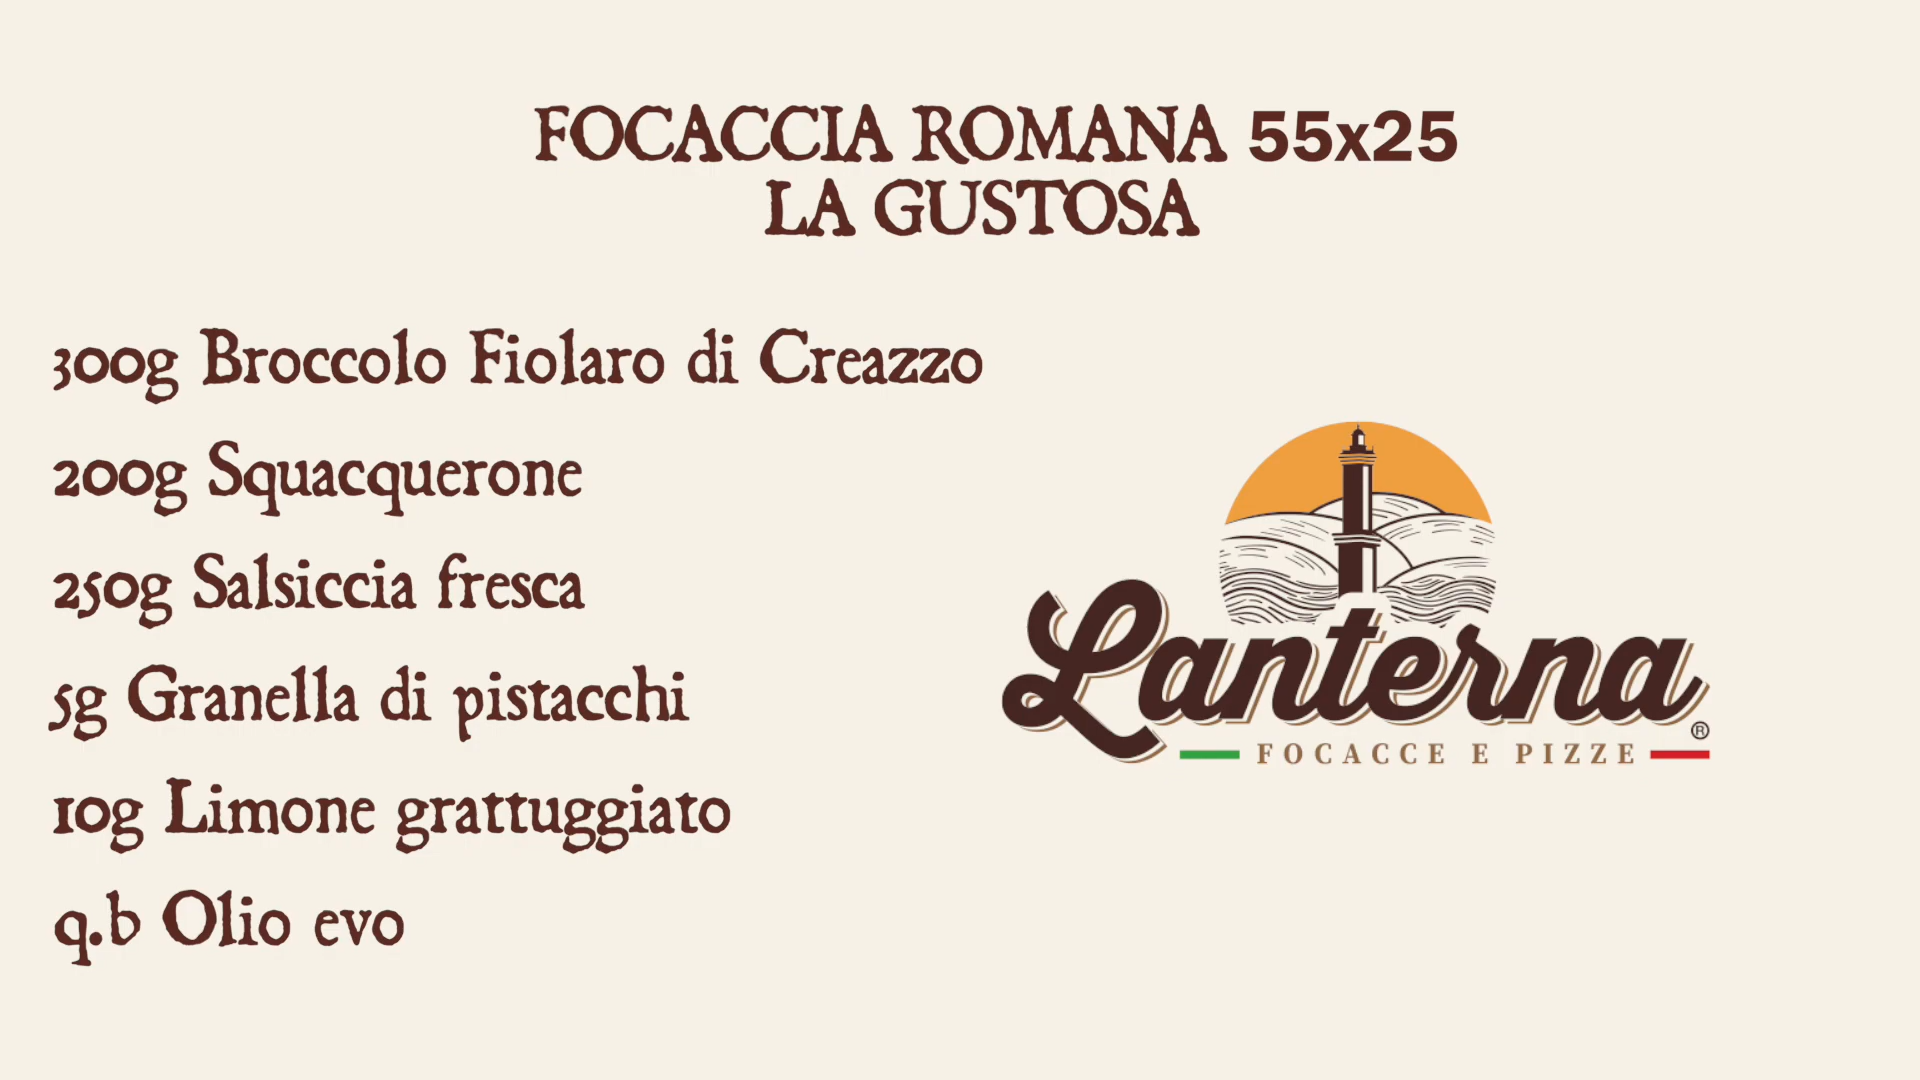 FOCACCIA ROMANA 55x25
LA GUSTOSA
300g Broccolo Fiolaro di Creazzo
200g Squacquerone
250g Salsiccia fresca
5g Granella di pistacchi
10g Limone grattuggiato
q.b Olio evo
Lanterna®
FOCACCE E PIZZE